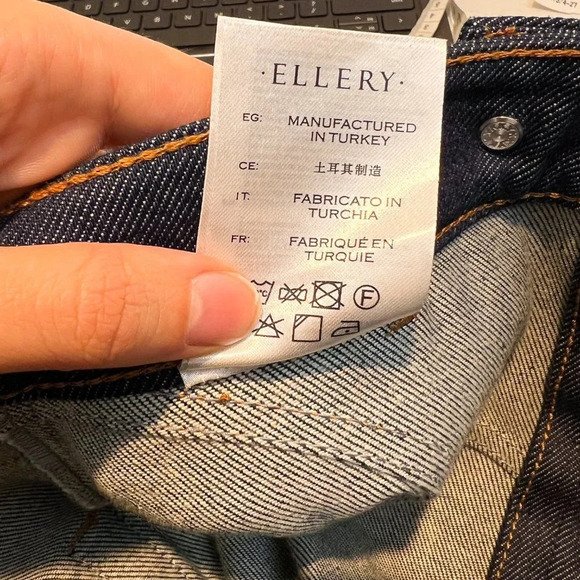 ·ELLERY·
EG: MANUFACTURED
IN TURKEY
CE: 土耳其制造
IT: FABRICATO IN
TURCHIA
FR: FABRIQUÉ EN
TURQUIE
F